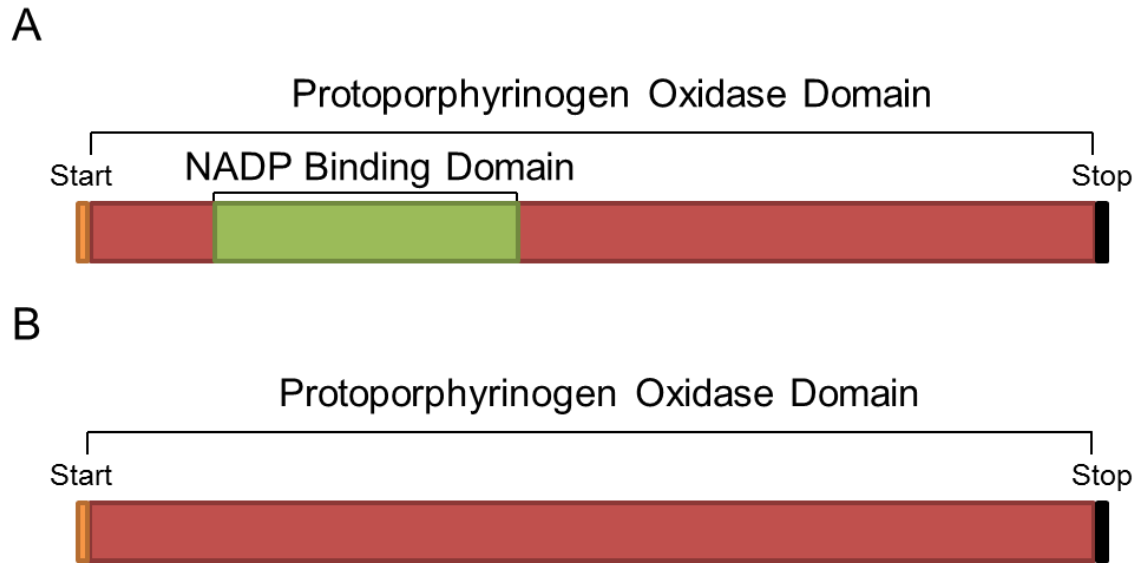 A
Protoporphyrinogen Oxidase Domain
NADP Binding Domain
Start
Stop
B
Protoporphyrinogen Oxidase Domain
Start
Stop